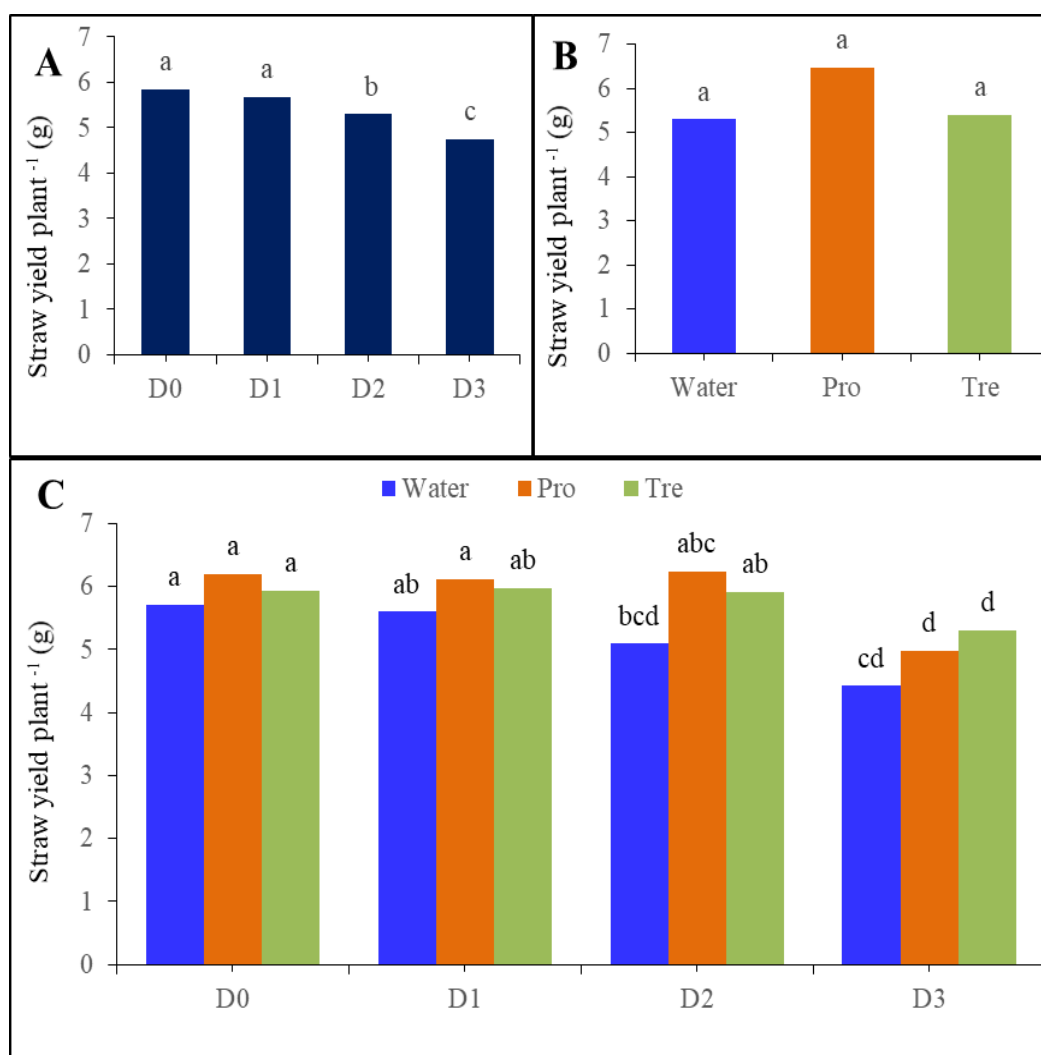 A
Straw yield plant ⁻¹ (g)
7
6
5
4
3
2
1
0
a
a
b
c
D0 D1 D2 D3
B
Straw yield plant ⁻¹ (g)
7
6
5
4
3
2
1
0
a
a
a
Water Pro Tre
C
Water Pro Tre
Straw yield plant ⁻¹ (g)
7
6
5
4
3
2
1
0
a a a
ab a ab
bcd abc ab
cd d d
D0 D1 D2 D3